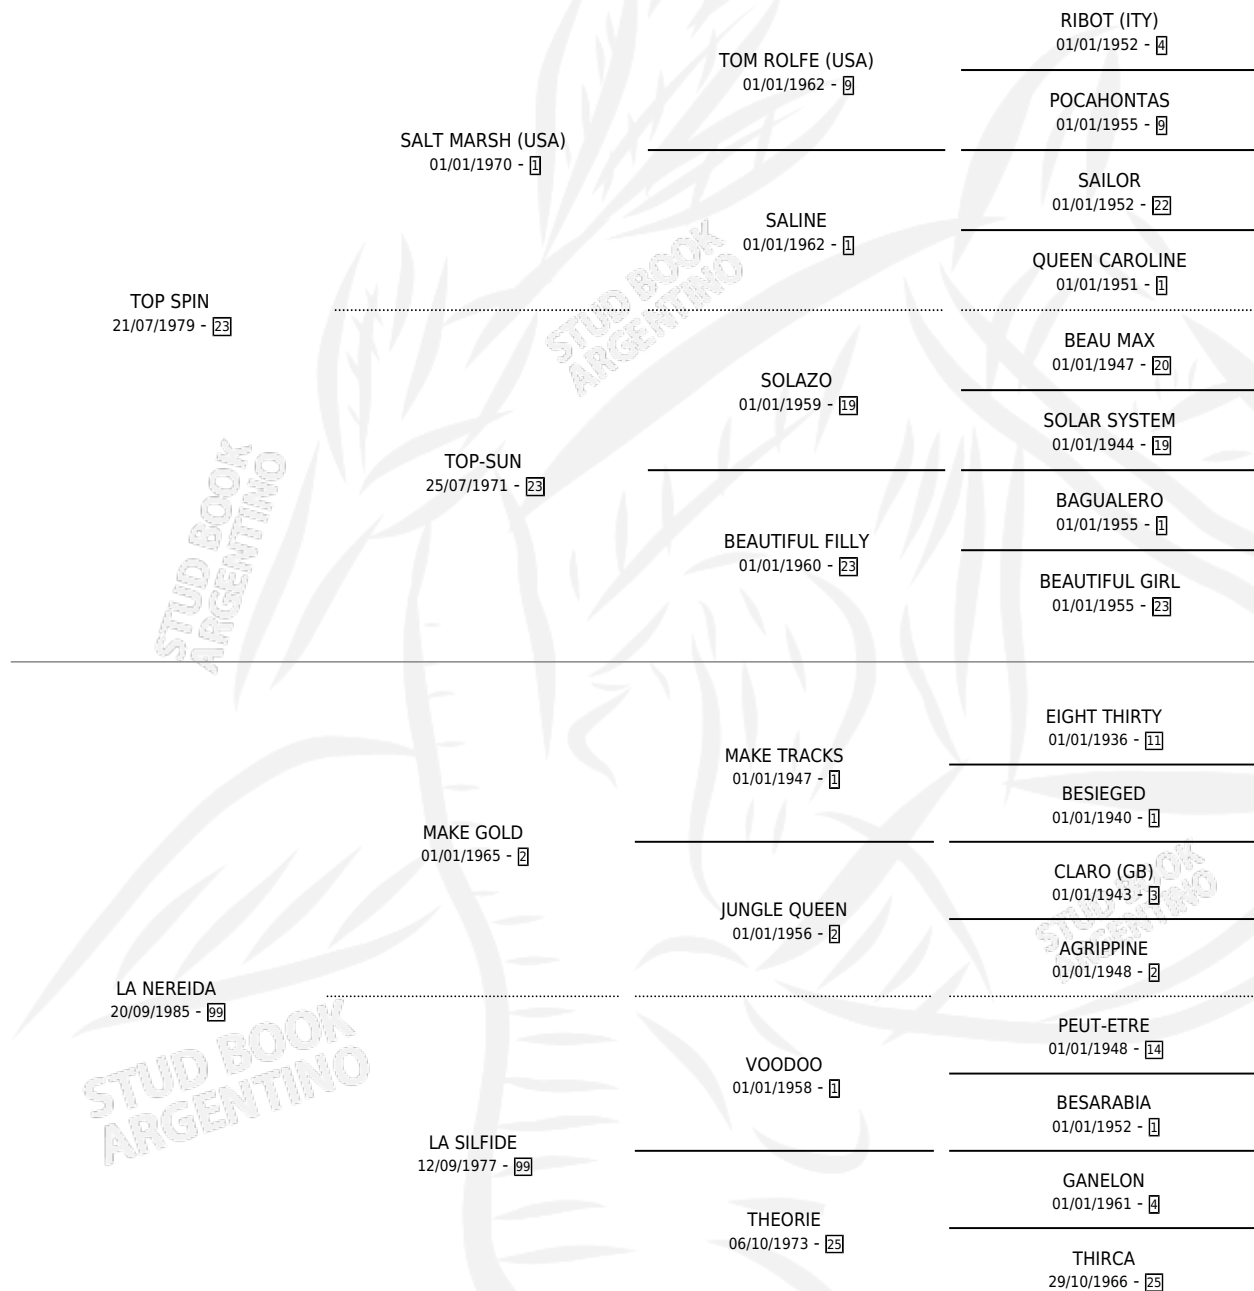 RIBOT (ITY)
01/01/1952 - 4
TOM ROLFE (USA)
01/01/1962 - 9
POCAHONTAS
01/01/1955 - 9
SALT MARSH (USA)
01/01/1970 - 1
SAILOR
01/01/1952 - 22
SALINE
01/01/1962 - 1
QUEEN CAROLINE
01/01/1951 - 1
TOP SPIN
21/07/1979 - 23
BEAU MAX
01/01/1947 - 20
SOLAZO
01/01/1959 - 19
SOLAR SYSTEM
01/01/1944 - 19
TOP-SUN
25/07/1971 - 23
BAGUALERO
01/01/1955 - 1
BEAUTIFUL FILLY
01/01/1960 - 23
BEAUTIFUL GIRL
01/01/1955 - 23
EIGHT THIRTY
01/01/1936 - 11
MAKE TRACKS
01/01/1947 - 1
BESIEGED
01/01/1940 - 1
MAKE GOLD
01/01/1965 - 2
CLARO (GB)
01/01/1943 - 3
JUNGLE QUEEN
01/01/1956 - 2
AGRIPPINE
01/01/1948 - 2
LA NEREIDA
20/09/1985 - 99
PEUT-ETRE
01/01/1948 - 14
VOODOO
01/01/1958 - 1
BESARABIA
01/01/1952 - 1
LA SILFIDE
12/09/1977 - 99
GANELON
01/01/1961 - 4
THEORIE
06/10/1973 - 25
THIRCA
29/10/1966 - 25
STUD BOOK
ARGENTINO
STUD BOOK
ARGENTINO
STUD BOOK
ARGENTINO
STUD BOOK
ARGENTINO